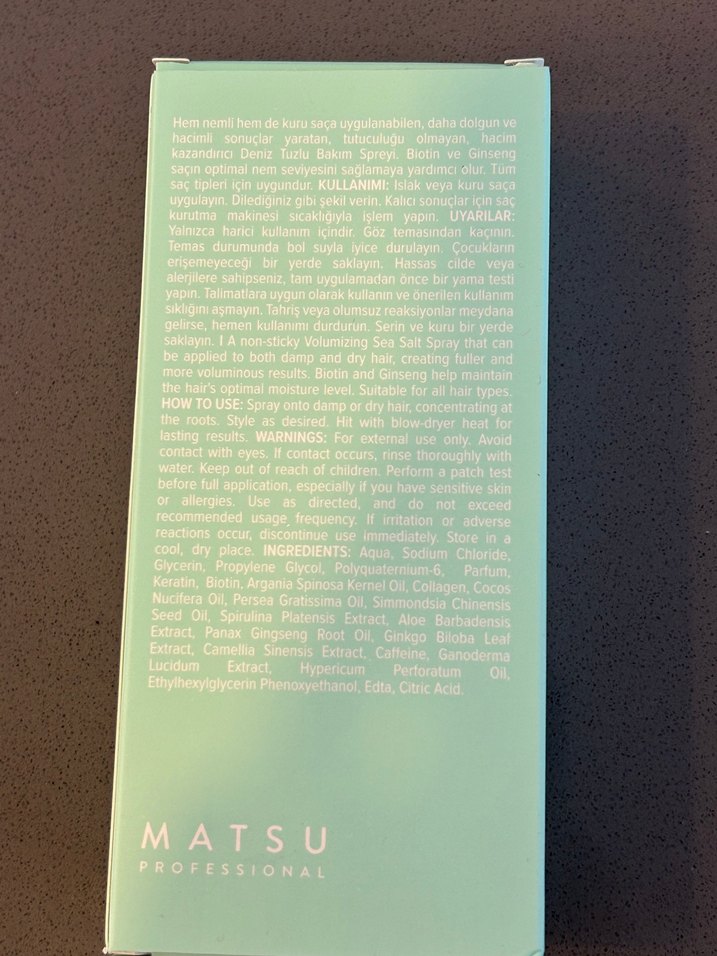 Hem nemli hem de kuru saça uygulanabilen, daha dolgun ve
hacimli sonuçlar yaratan, tutuculuğu olmayan, hacim
kazandırıcı Deniz Tuzlu Bakım Spreyi. Biotin ve Ginseng
saçın optimal nem seviyesini sağlamaya yardımcı olur. Tüm
saç tipleri için uygundur. KULLANIMI: Islak veya kuru saça
uygulayın. Dilediğiniz gibi şekil verin. Kalıcı sonuçlar için saç
kurutma makinesi sıcaklığıyla işlem yapın. UYARILAR:
Yalnızca harici kullanım içindir. Göz temasından kaçının.
Temas durumunda bol suyla iyice durulayın. Çocukların
erişemeyeceği bir yerde saklayın. Hassas cilde veya
alerjilere sahipseniz, tam uygulamadan önce bir yama testi
yapın. Talimatlara uygun olarak kullanın ve önerilen kullanım
sıklığını aşmayın. Tahriş veya olumsuz reaksiyonlar meydana
gelirse, hemen kullanımı durdurun. Serin ve kuru bir yerde
saklayın. I A non-sticky Volumizing Sea Salt Spray that can
be applied to both damp and dry hair, creating fuller and
more voluminous results. Biotin and Ginseng help maintain
the hair's optimal moisture level. Suitable for all hair types.
HOW TO USE: Spray onto damp or dry hair, concentrating at
the roots. Style as desired. Hit with blow-dryer heat for
lasting results. WARNINGS: For external use only. Avoid
contact with eyes. If contact occurs, rinse thoroughly with
water. Keep out of reach of children. Perform a patch test
before full application, especially if you have sensitive skin
or allergies. Use as directed, and do not exceed
recommended usage frequency. If irritation or adverse
reactions occur, discontinue use immediately. Store in a
cool, dry place. INGREDIENTS: Aqua, Sodium Chloride,
Glycerin, Propylene Glycol, Polyquaternium-6, Parfum,
Keratin, Biotin, Argania Spinosa Kernel Oil, Collagen, Cocos
Nucifera Oil, Persea Gratissima Oil, Simmondsia Chinensis
Seed Oil, Spirulina Platensis Extract, Aloe Barbadensis
Extract, Panax Gingseng Root Oil, Ginkgo Biloba Leaf
Extract, Camellia Sinensis Extract, Caffeine, Ganoderma
Lucidum Extract, Hypericum Perforatum Oil,
Ethylhexylglycerin Phenoxyethanol, Edta, Citric Acid.
MATSU
PROFESSIONAL